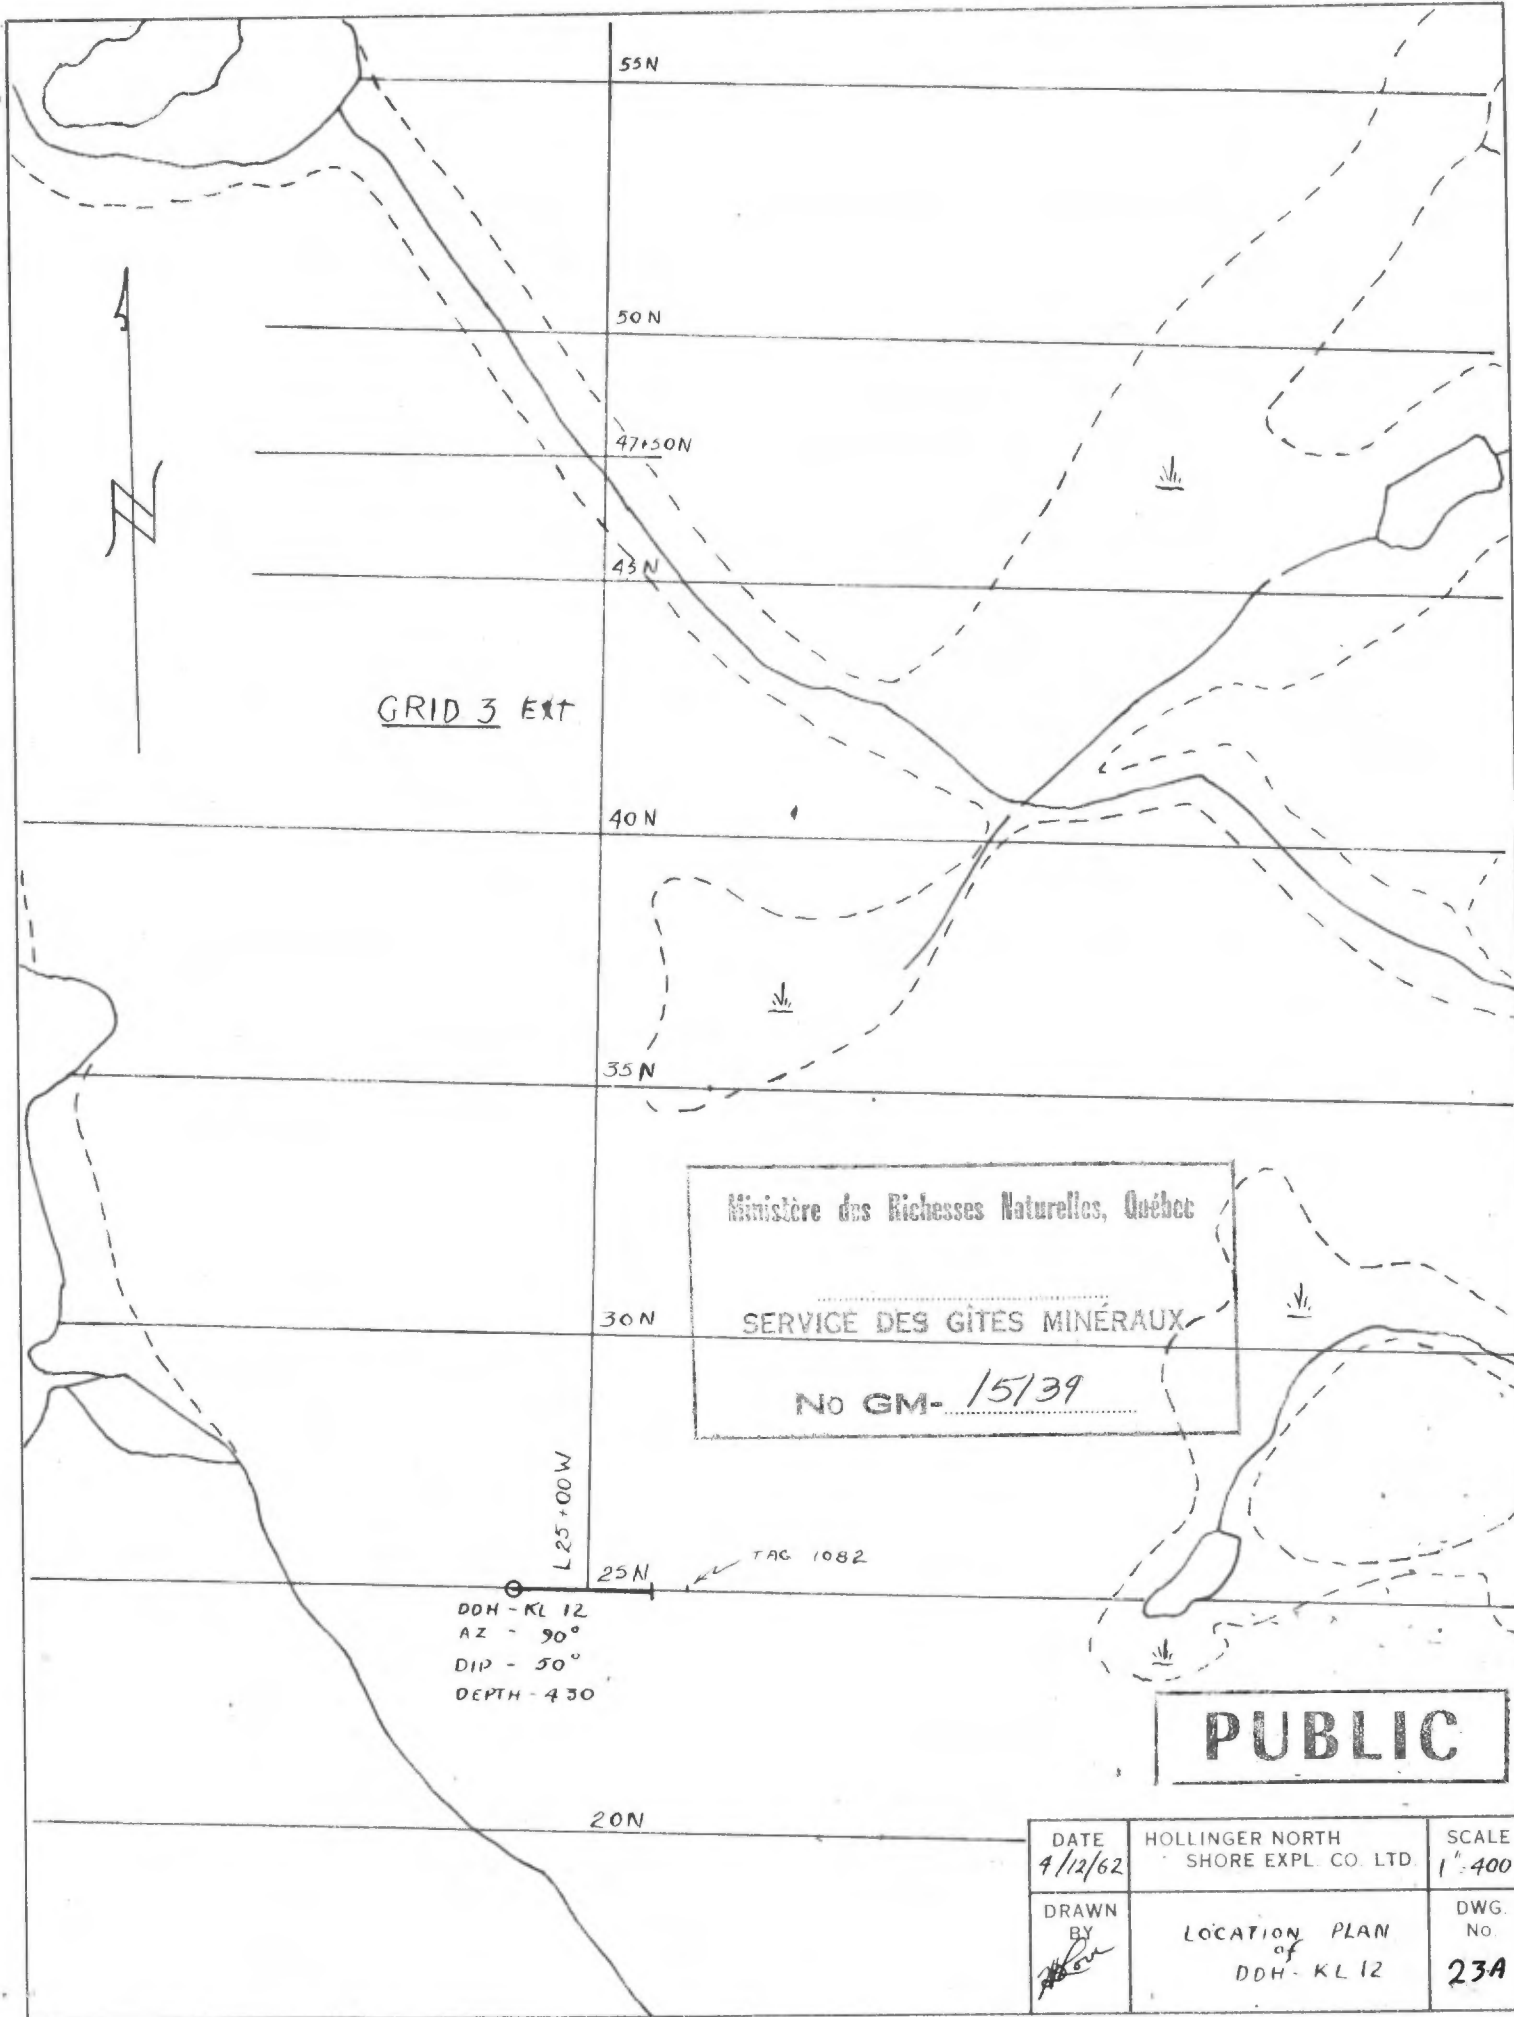 55N
50N
47+50N
45N
N
GRID 3 Ext
40N
35N
Ministère des Richesses Naturelles, Québec
30N
SERVICE DES GÎTES MINÉRAUX
No GM- 15139
L25+00W
25N
TAG 1082
DDH - KL 12
AZ - 90°
DIP - 50°
DEPTH - 430
PUBLIC
20N
DATE
4/12/62
HOLLINGER NORTH
SHORE EXPL. CO. LTD.
SCALE
1":400
DRAWN
BY
LOCATION PLAN
of
DDH - KL 12
DWG.
No.
23A